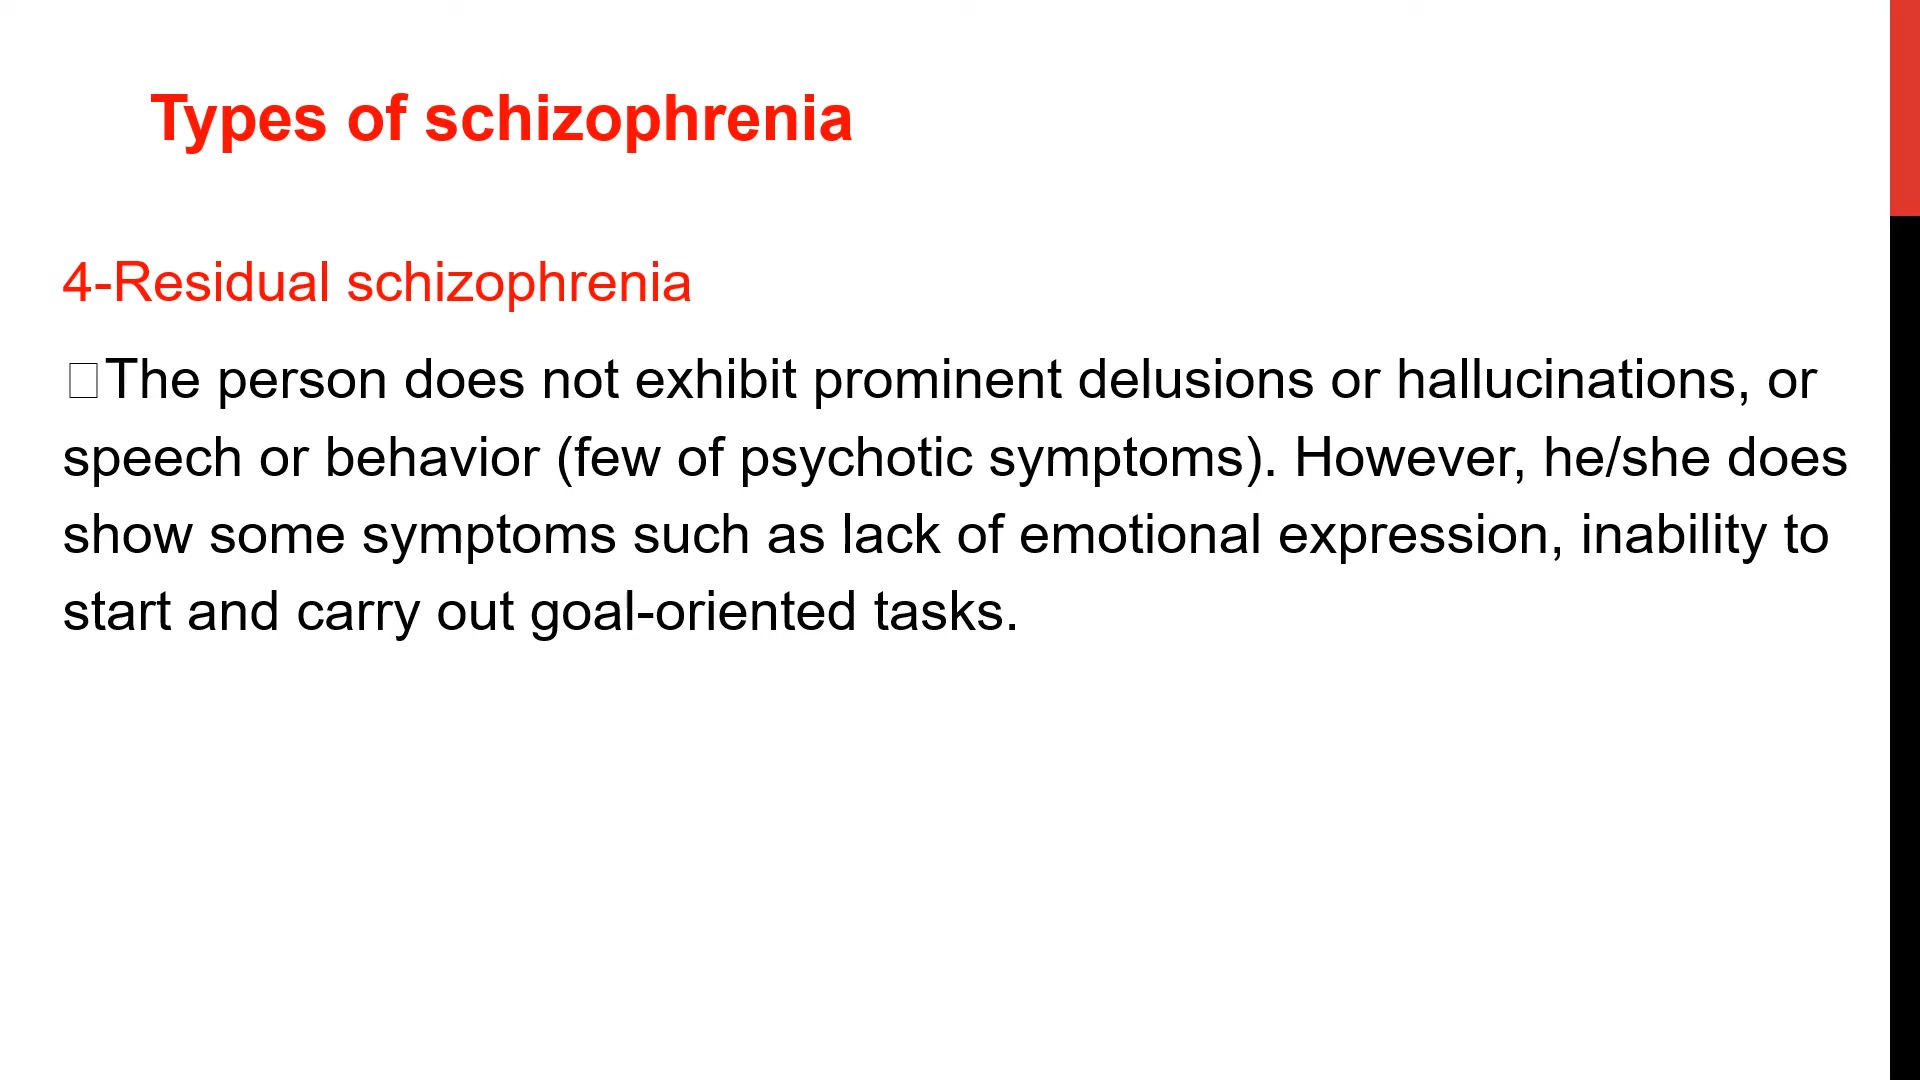 Types of schizophrenia
4-Residual schizophrenia
The person does not exhibit prominent delusions or hallucinations, or
speech or behavior (few of psychotic symptoms). However, he/she does
show some symptoms such as lack of emotional expression, inability to
start and carry out goal-oriented tasks.